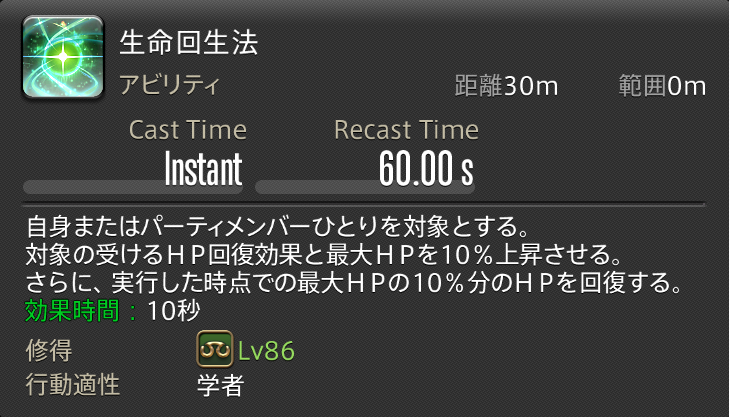 生命回生法
アビリティ 距離30m 範囲0m
Cast Time Recast Time
Instant 60.00 s
自身またはパーティメンバーひとりを対象とする。
対象の受けるＨＰ回復効果と最大ＨＰを10％上昇させる。
さらに、実行した時点での最大ＨＰの10％分のＨＰを回復する。
効果時間：10秒
修得 Lv86
行動適性 学者